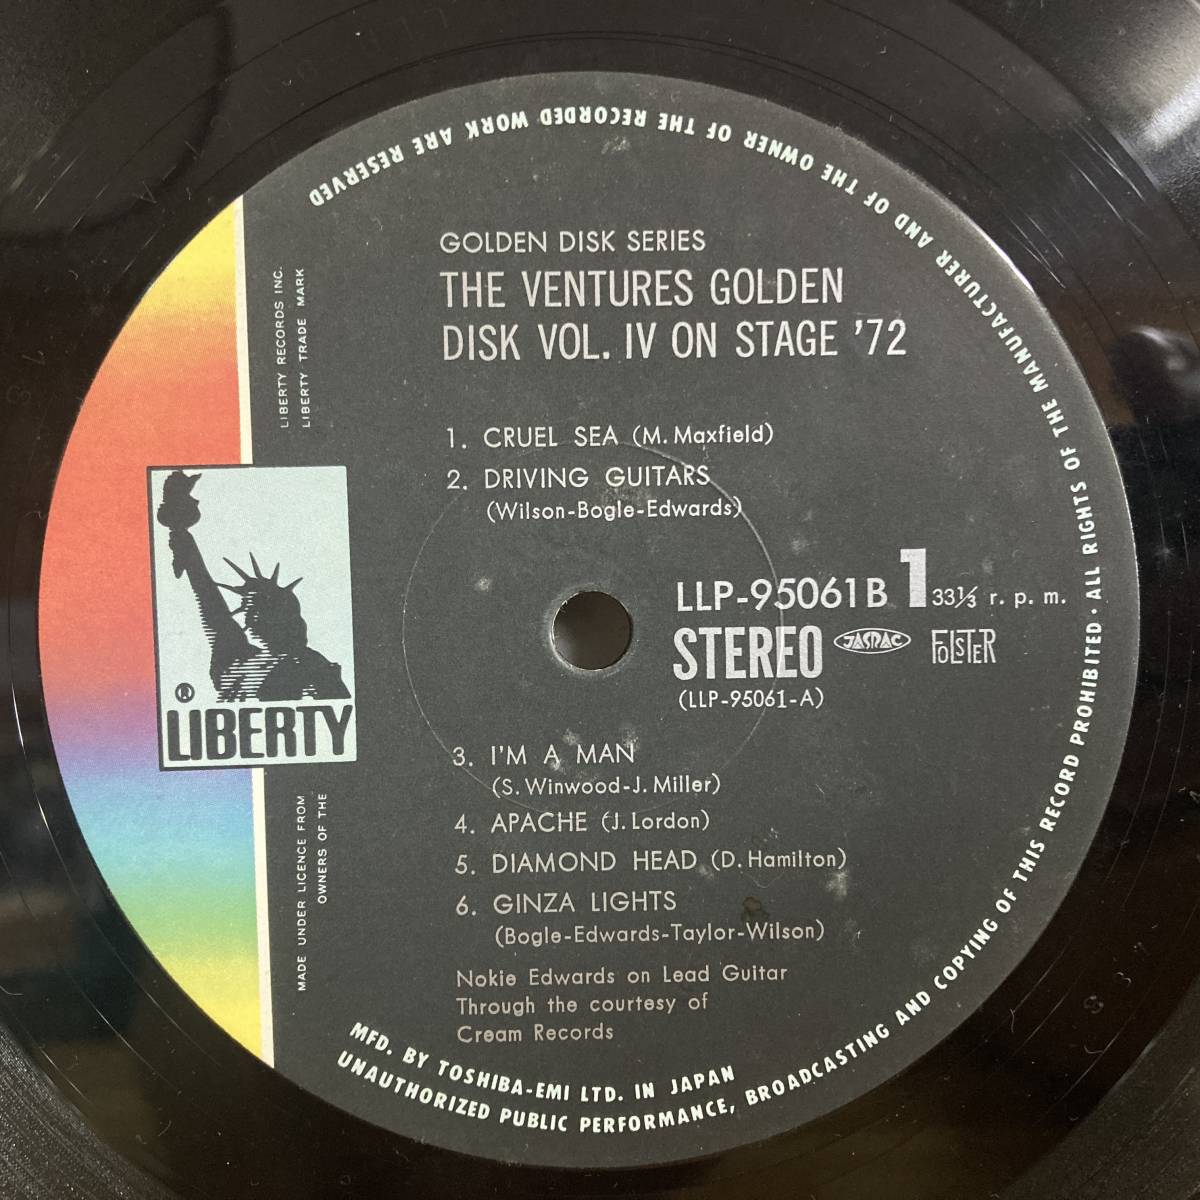 GOLDEN DISK SERIES
THE VENTURES GOLDEN
DISK VOL. IV ON STAGE '72
LIBERTY RECORDS INC.
LIBERTY TRADE MARK
1. CRUEL SEA (M. Maxfield)
2. DRIVING GUITARS
(Wilson-Bogle-Edwards)
LLP-95061B 1 33⅓ r. p. m.
STEREO JASRAC FOLSTER
(LLP-95061-A)
® LIBERTY
3. I'M A MAN
(S. Winwood-J. Miller)
4. APACHE (J. Lordon)
5. DIAMOND HEAD (D. Hamilton)
6. GINZA LIGHTS
(Bogle-Edwards-Taylor-Wilson)
Nokie Edwards on Lead Guitar
Through the courtesy of
Cream Records
MADE UNDER LICENCE FROM
OWNERS OF THE
MFD. BY TOSHIBA-EMI LTD. IN JAPAN
UNAUTHORIZED PUBLIC PERFORMANCE, BROADCASTING AND COPYING OF THIS RECORD PROHIBITED · ALL RIGHTS OF THE MANUFACTURER AND OF THE OWNER OF THE RECORDED WORK ARE RESERVED